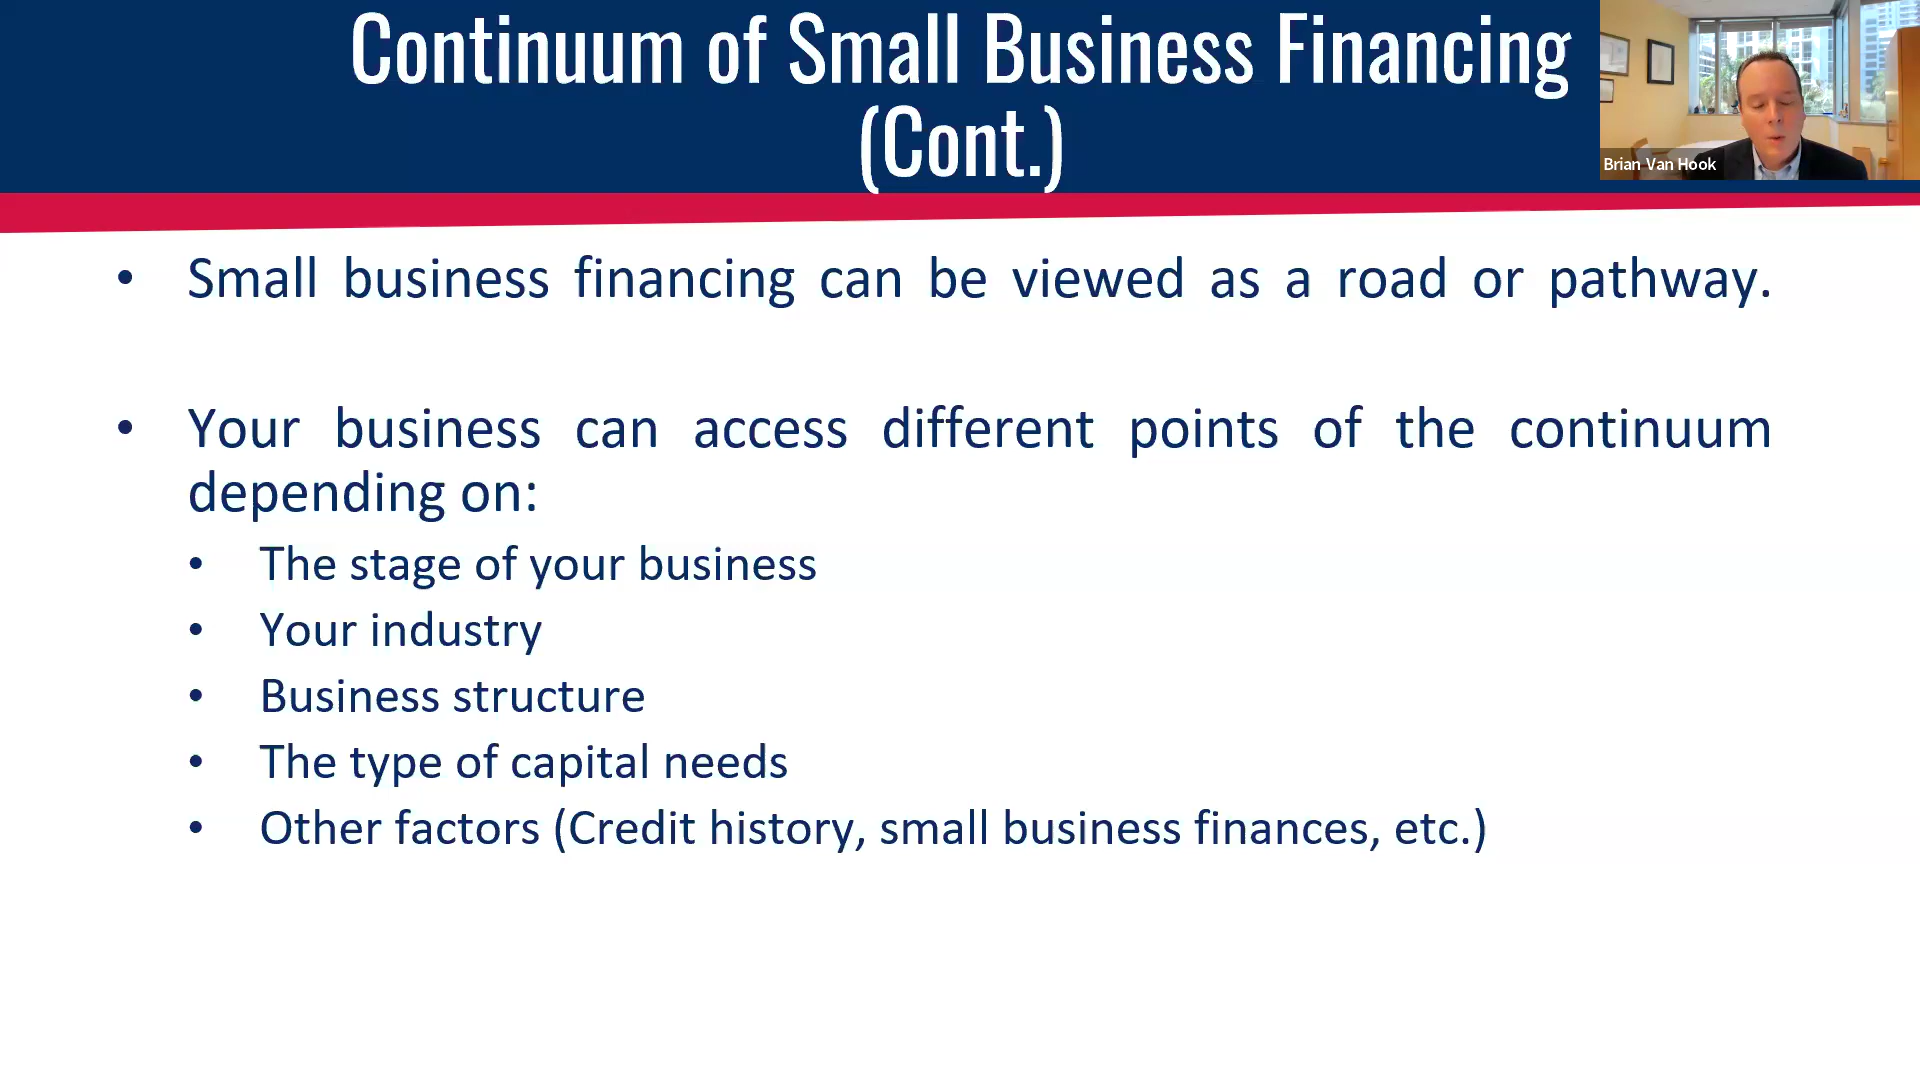 Continuum of Small Business Financing
(Cont.)
Brian Van Hook
• Small business financing can be viewed as a road or pathway.
• Your business can access different points of the continuum
depending on:
• The stage of your business
• Your industry
• Business structure
• The type of capital needs
• Other factors (Credit history, small business finances, etc.)